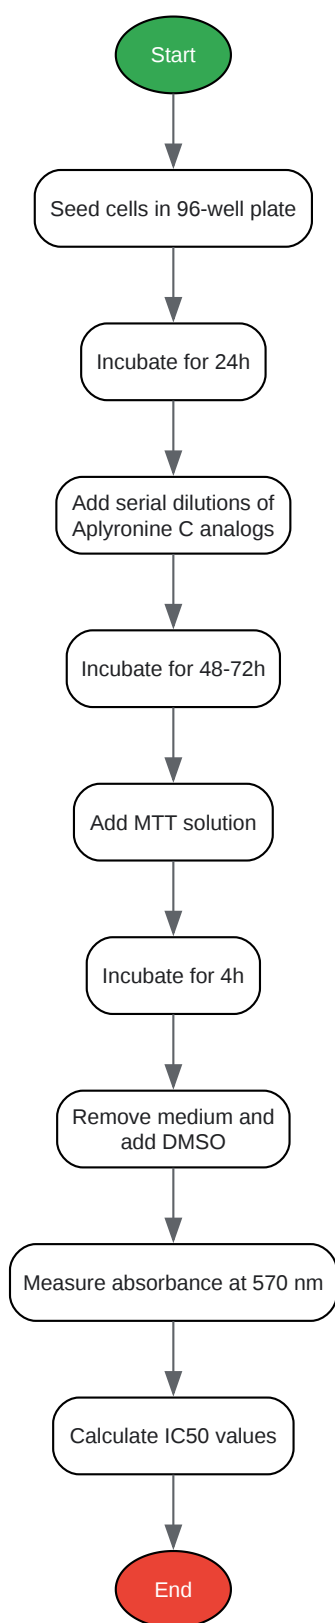 Start
Seed cells in 96-well plate
Incubate for 24h
Add serial dilutions of
Aplyronine C analogs
Incubate for 48-72h
Add MTT solution
Incubate for 4h
Remove medium and
add DMSO
Measure absorbance at 570 nm
Calculate IC50 values
End